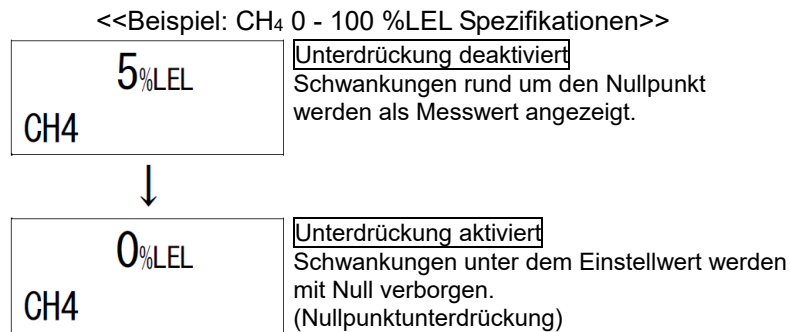 <<Beispiel: CH₄ 0 - 100 %LEL Spezifikationen>>
5%LEL
CH4
Unterdrückung deaktiviert
Schwankungen rund um den Nullpunkt
werden als Messwert angezeigt.
↓
0%LEL
CH4
Unterdrückung aktiviert
Schwankungen unter dem Einstellwert werden
mit Null verborgen.
(Nullpunktunterdrückung)